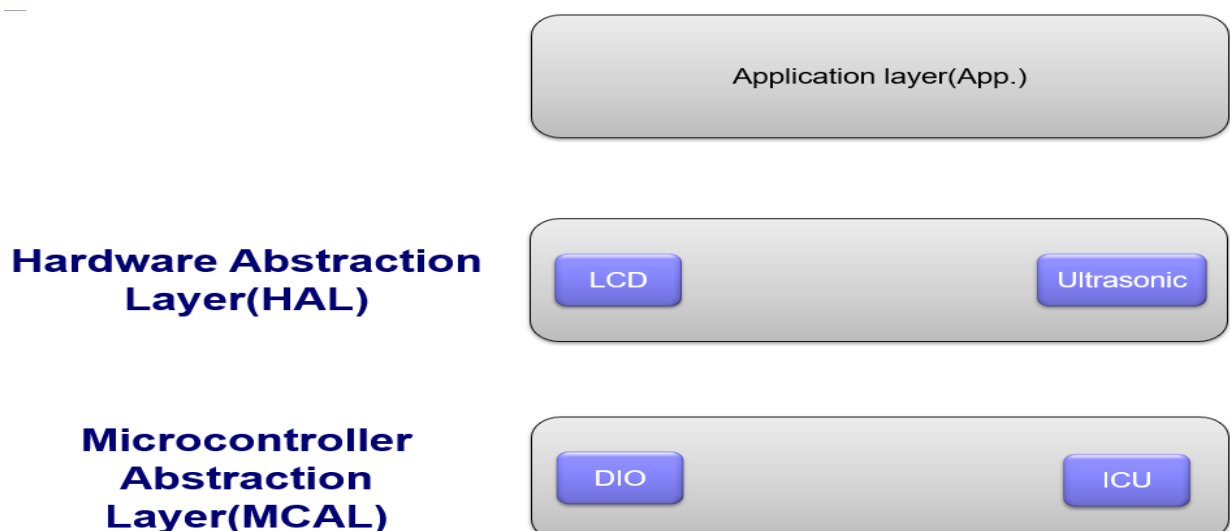 Application layer(App.)
Hardware Abstraction
Layer(HAL)
LCD
Ultrasonic
Microcontroller
Abstraction
Layer(MCAL)
DIO
ICU